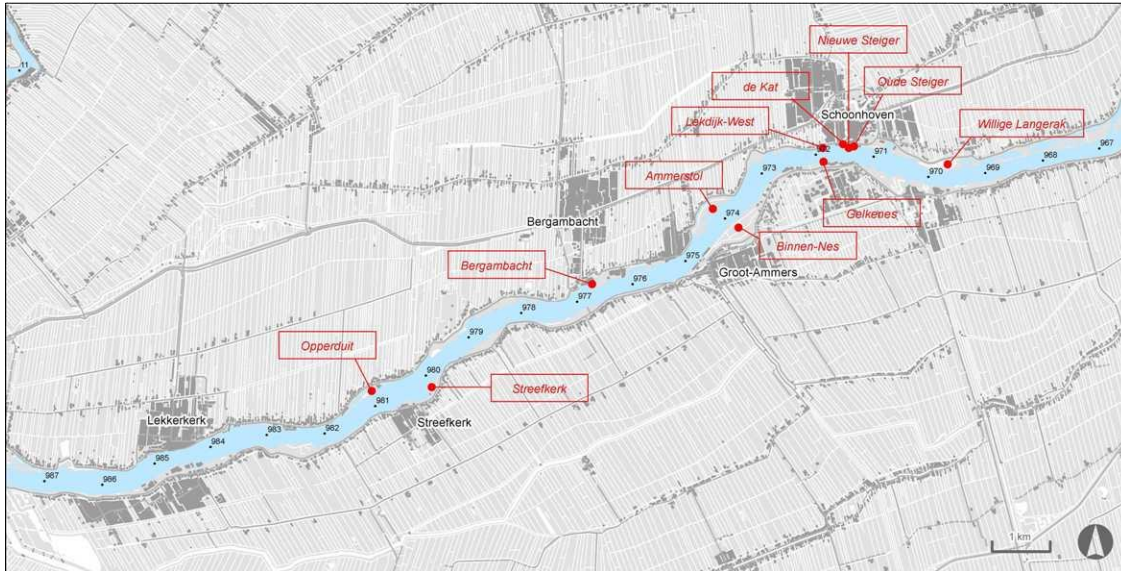 11
Nieuwe Steiger
de Kat
Oude Steiger
Schoonhoven
Lekdijk-West
Willige Langerak
972
971
970
969
968
967
973
Ammerstol
974
Gelkenes
Bergambacht
Binnen-Nes
975
Groot-Ammers
Bergambacht
976
977
978
979
Opperduit
980
Streefkerk
981
Streefkerk
Lekkerkerk
982
983
984
985
986
987
1 km